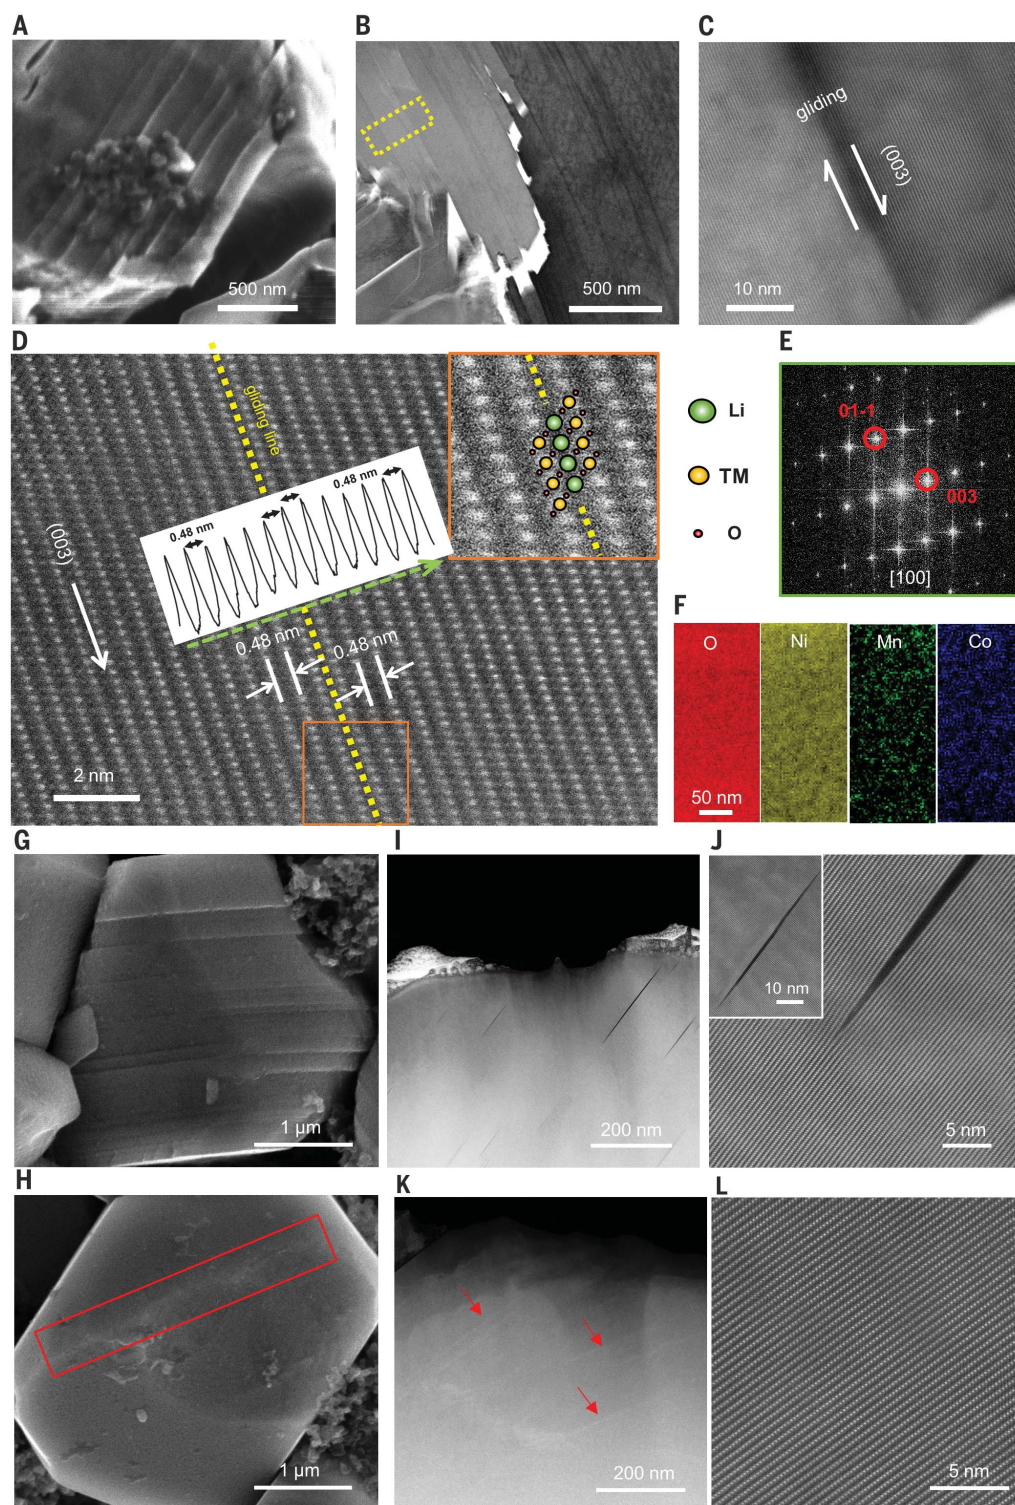 A
500 nm
B
500 nm
C
gliding
(003)
10 nm
D
gliding line
(003)
0.48 nm
0.48 nm
0.48 nm
0.48 nm
2 nm
Li
TM
O
E
01-1
003
[100]
F
O
Ni
Mn
Co
50 nm
G
1 µm
I
200 nm
J
10 nm
5 nm
H
1 µm
K
200 nm
L
5 nm